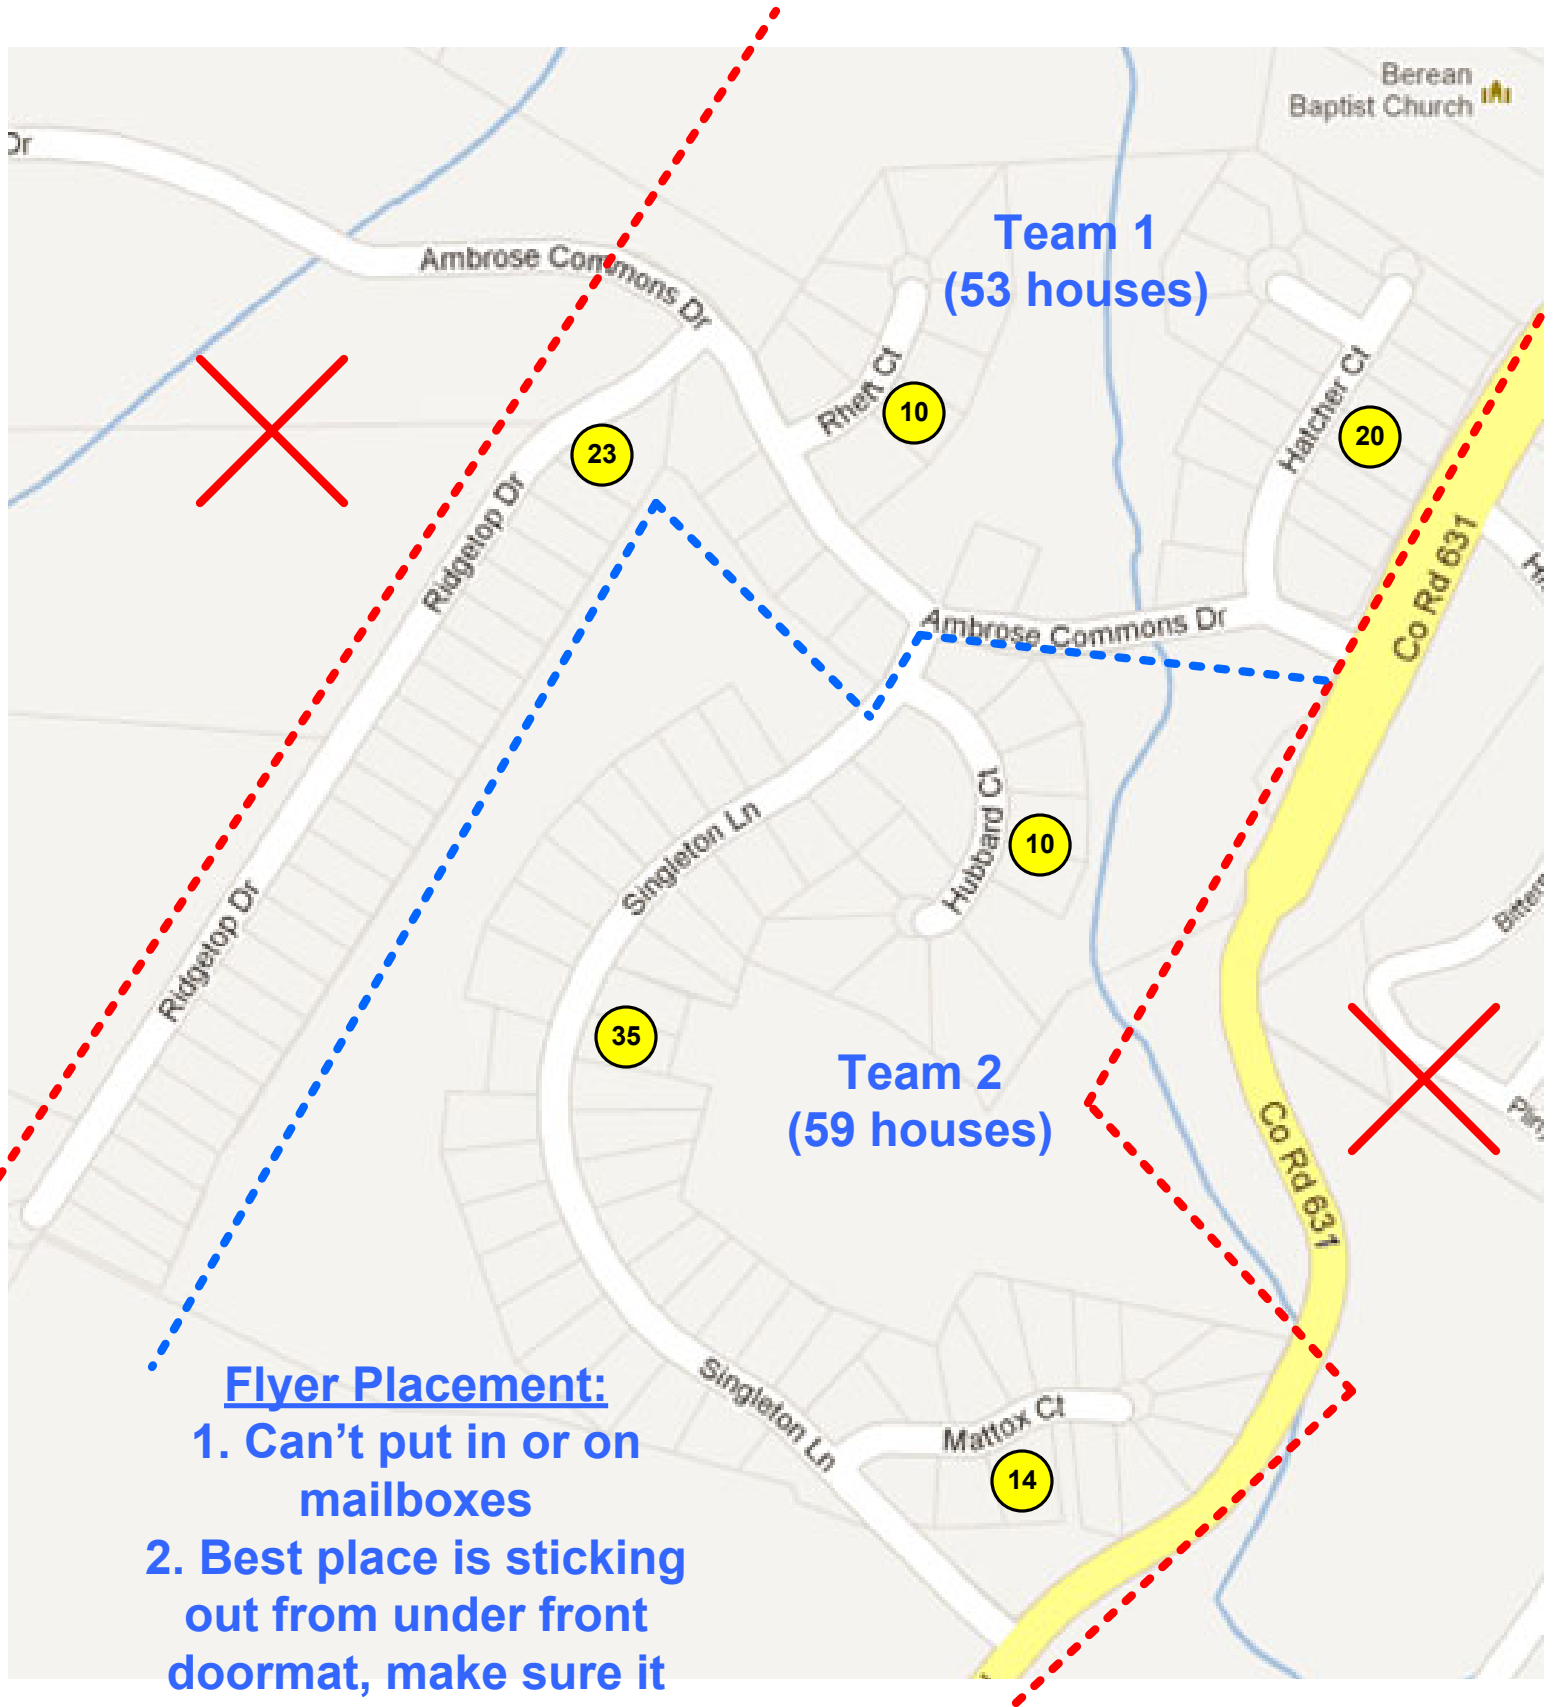 Berean
Baptist Church
Dr
Team 1
(53 houses)
Ambrose Commons Dr
Rhett Ct
10
Hatcher Ct
20
23
Ridgetop Dr
Co Rd 631
Ambrose Commons Dr
Singleton Ln
Hubbard Ct
10
Ridgetop Dr
35
Team 2
(59 houses)
Co Rd 631
Singleton Ln
Mattox Ct
14
Flyer Placement:
1. Can't put in or on
mailboxes
2. Best place is sticking
out from under front
doormat, make sure it